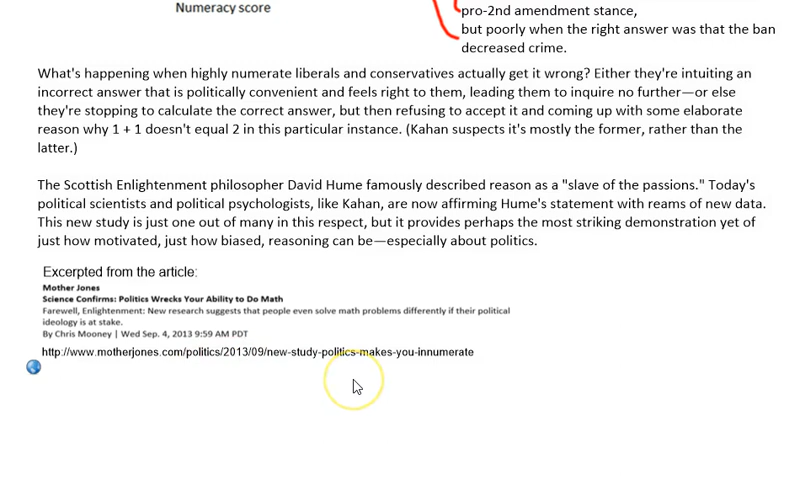 Numeracy score
pro-2nd amendment stance,
but poorly when the right answer was that the ban
decreased crime.
What's happening when highly numerate liberals and conservatives actually get it wrong? Either they're intuiting an
incorrect answer that is politically convenient and feels right to them, leading them to inquire no further—or else
they're stopping to calculate the correct answer, but then refusing to accept it and coming up with some elaborate
reason why 1 + 1 doesn't equal 2 in this particular instance. (Kahan suspects it's mostly the former, rather than the
latter.)
The Scottish Enlightenment philosopher David Hume famously described reason as a "slave of the passions." Today's
political scientists and political psychologists, like Kahan, are now affirming Hume's statement with reams of new data.
This new study is just one out of many in this respect, but it provides perhaps the most striking demonstration yet of
just how motivated, just how biased, reasoning can be—especially about politics.
Excerpted from the article:
Mother Jones
Science Confirms: Politics Wrecks Your Ability to Do Math
Farewell, Enlightenment: New research suggests that people even solve math problems differently if their political
ideology is at stake.
By Chris Mooney | Wed Sep. 4, 2013 9:59 AM PDT
http://www.motherjones.com/politics/2013/09/new-study-politics-makes-you-innumerate